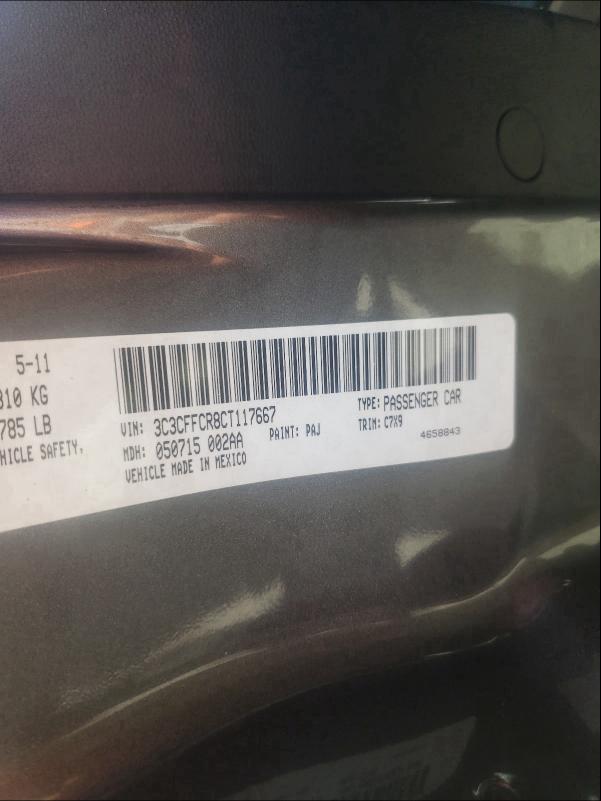 5-11
310 KG
785 LB
HICLE SAFETY,
VIN: 3C3CFFCR8CT117667
TYPE: PASSENGER CAR
MDH: 050715 002AA
PAINT: PAJ
TRIM: C7X9
VEHICLE MADE IN MEXICO
4658843